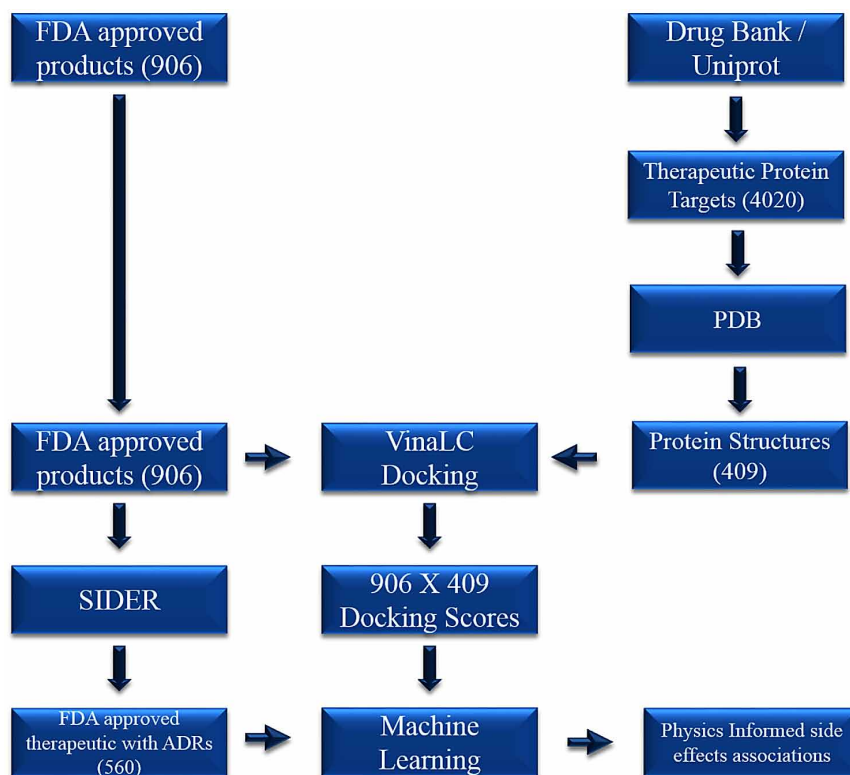 FDA approved
products (906)
Drug Bank /
Uniprot
Therapeutic Protein
Targets (4020)
PDB
FDA approved
products (906)
VinaLC
Docking
Protein Structures
(409)
SIDER
906 X 409
Docking Scores
FDA approved
therapeutic with ADRs
(560)
Machine
Learning
Physics Informed side
effects associations